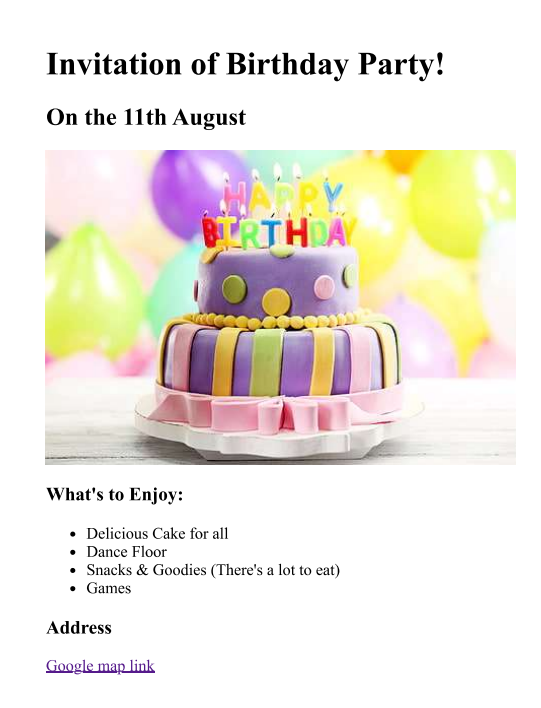 Invitation of Birthday Party!
On the 11th August
HAPPY
BIRTHDAY
What's to Enjoy:
Delicious Cake for all
Dance Floor
Snacks & Goodies (There's a lot to eat)
Games
Address
Google map link